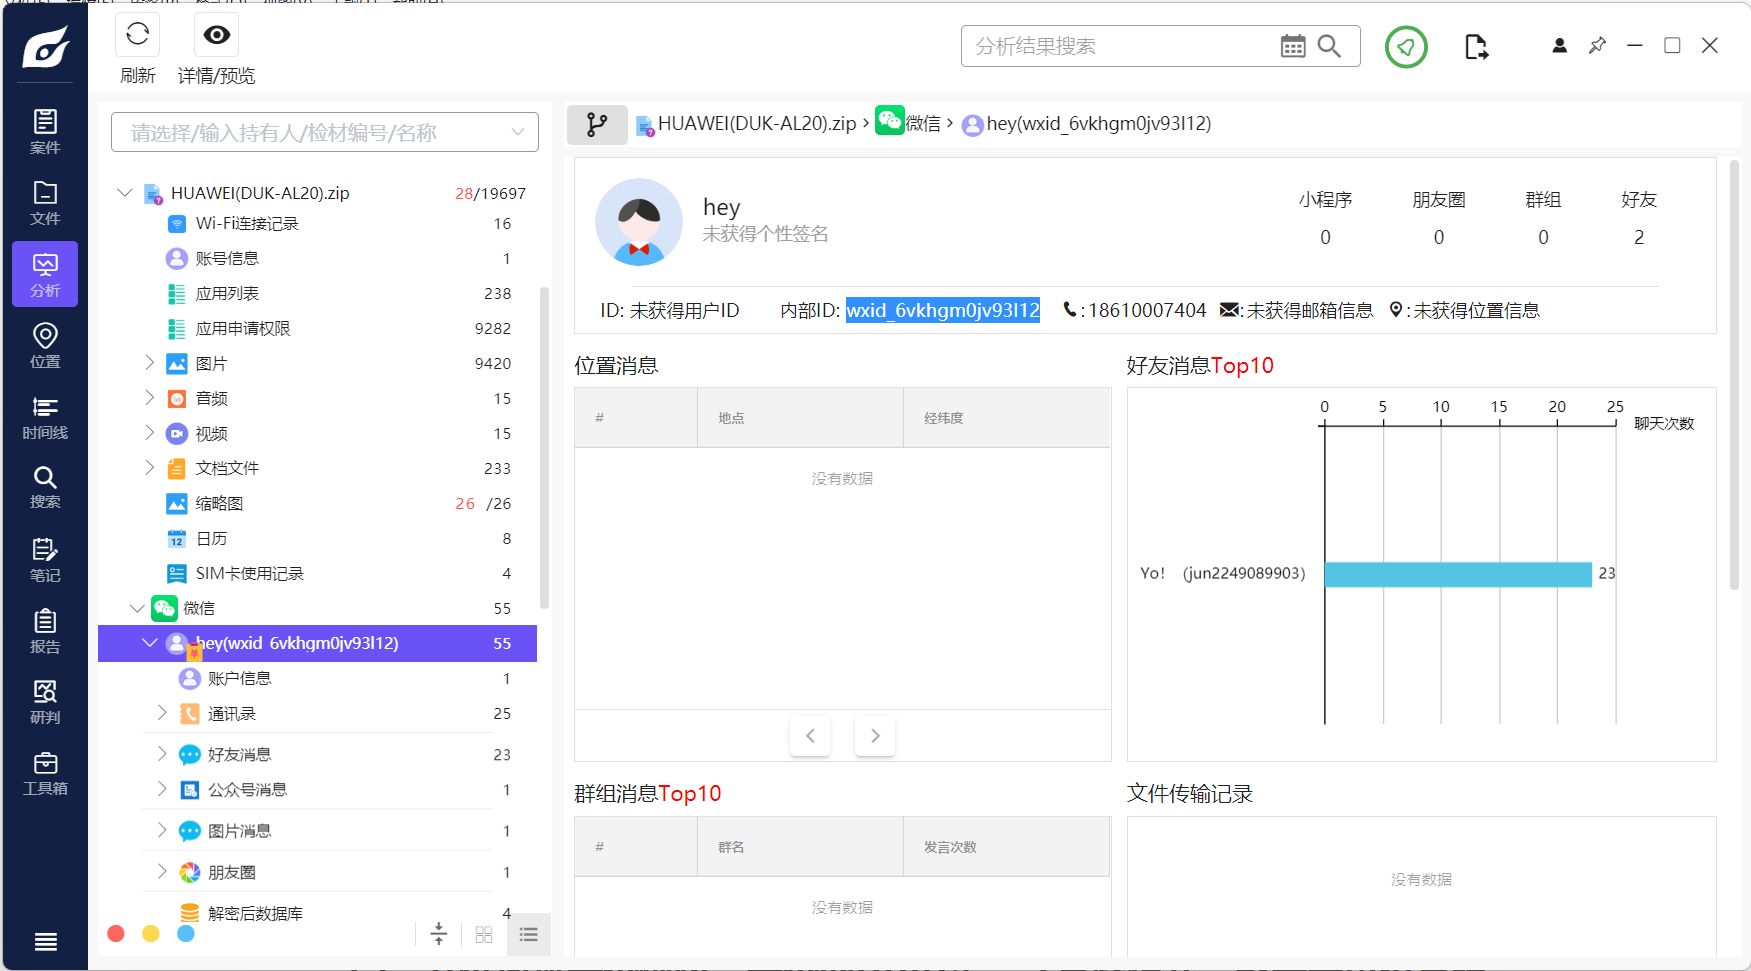 刷新
详情/预览
分析结果搜索
案件
文件
分析
位置
时间线
搜索
笔记
报告
研判
工具箱
请选择/输入持有人/检材编号/名称
HUAWEI(DUK-AL20).zip 28/19697
Wi-Fi连接记录 16
账号信息 1
应用列表 238
应用申请权限 9282
图片 9420
音频 15
视频 15
文档文件 233
缩略图 26 /26
12 日历 8
SIM卡使用记录 4
微信 55
hey(wxid_6vkhgm0jv93l12) 55
账户信息 1
通讯录 25
好友消息 23
公众号消息 1
图片消息 1
朋友圈 1
解密后数据库 4
HUAWEI(DUK-AL20).zip › 微信 › hey(wxid_6vkhgm0jv93l12)
hey
未获得个性签名
小程序 朋友圈 群组 好友
0 0 0 2
ID: 未获得用户ID 内部ID: wxid_6vkhgm0jv93l12 :18610007404 :未获得邮箱信息 :未获得位置信息
位置消息
# 地点 经纬度
没有数据
好友消息Top10
0 5 10 15 20 25
聊天次数
Yo! (jun2249089903) 23
群组消息Top10
# 群名 发言次数
没有数据
文件传输记录
没有数据